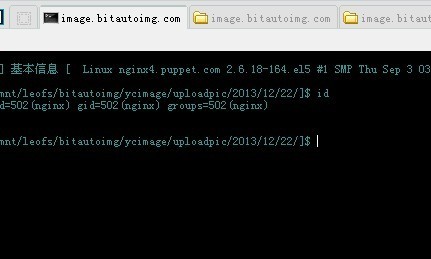 image.bitautoimg.com image.bitautoimg.com image.bitautoimg
] 基本信息 [ Linux nginx4.puppet.com 2.6.18-164.el5 #1 SMP Thu Sep 3 03
mnt/leofs/bitautoimg/ycimage/uploadpic/2013/12/22/]$ id
d=502(nginx) gid=502(nginx) groups=502(nginx)
mnt/leofs/bitautoimg/ycimage/uploadpic/2013/12/22/]$